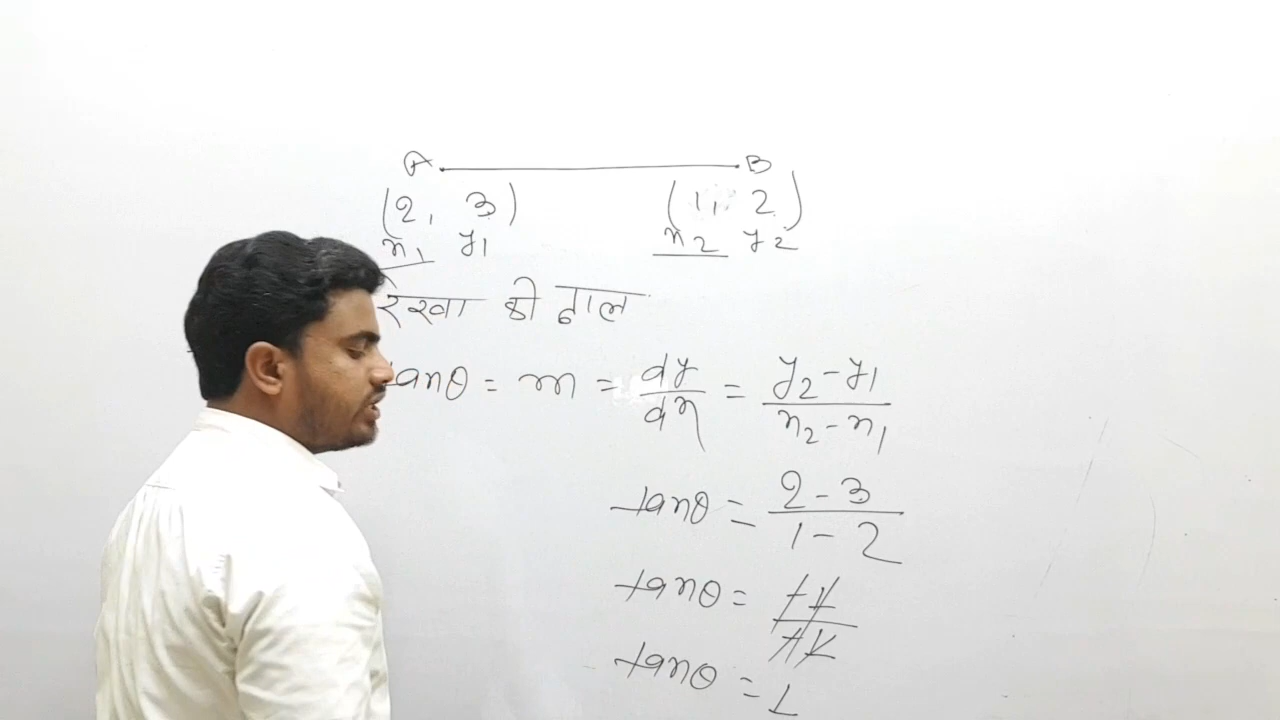 A B
(2, 3) (1, 2)
x1 y1 x2 y2
रेखा की ढाल
tanθ = m = dy/dx = y2-y1/x2-x1
tanθ = 2-3/1-2
tanθ = -1/-1
tanθ = 1